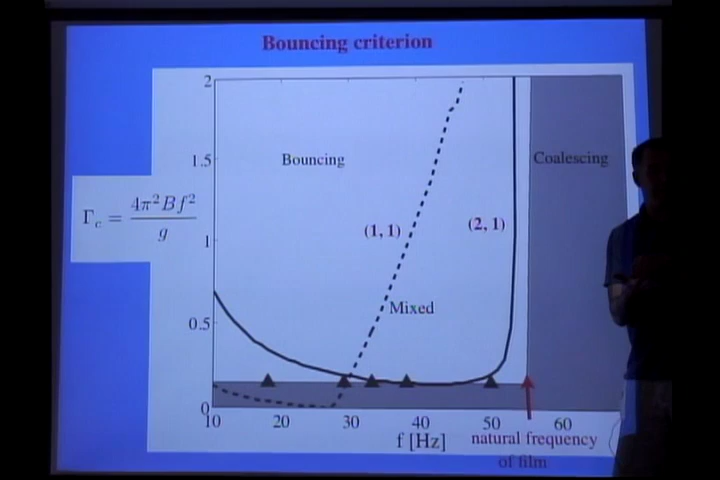 Bouncing criterion
2
1.5
1
0.5
0
10 20 30 40 50 60
f [Hz]
Bouncing
Coalescing
(1, 1)
(2, 1)
Mixed
Γc = 4π²Bf² / g
natural frequency
of film